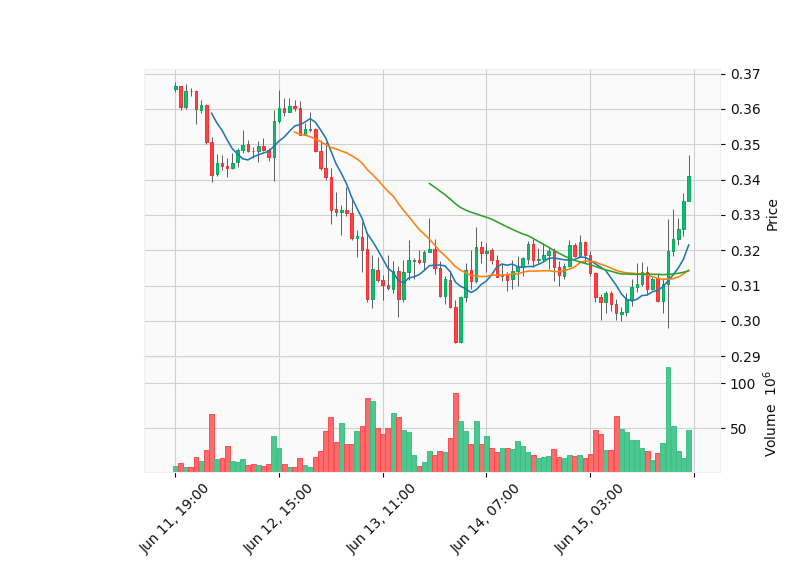 0.37
0.36
0.35
0.34
0.33
0.32
0.31
0.30
0.29
Price
100
50
Volume 10^6
Jun 11, 19:00
Jun 12, 15:00
Jun 13, 11:00
Jun 14, 07:00
Jun 15, 03:00